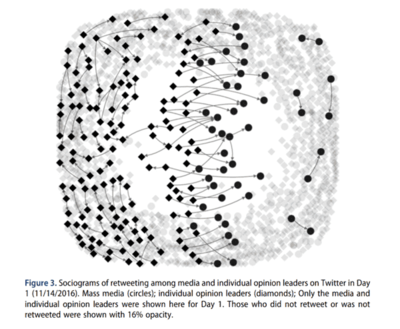 Figure 3. Sociograms of retweeting among media and individual opinion leaders on Twitter in Day
1 (11/14/2016). Mass media (circles); individual opinion leaders (diamonds); Only the media and
individual opinion leaders were shown here for Day 1. Those who did not retweet or was not
retweeted were shown with 16% opacity.